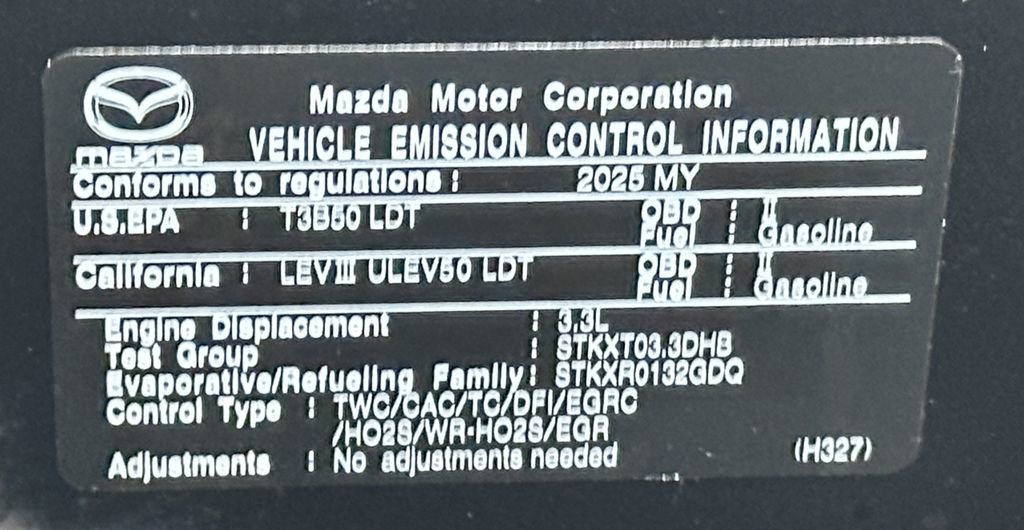 Mazda Motor Corporation
mazda VEHICLE EMISSION CONTROL INFORMATION
Conforms to regulations : 2025 MY
U.S.EPA : T3B50 LDT OBD : II
Fuel : Gasoline
California : LEVIII ULEV50 LDT OBD : II
Fuel : Gasoline
Engine Displacement : 3.3L
Test Group : STKXT03.3DHB
Evaporative/Refueling Family : STKXR0132GDQ
Control Type : TWC/CAC/TC/DFI/EGRC
/HO2S/WR-HO2S/EGR
Adjustments : No adjustments needed (H327)